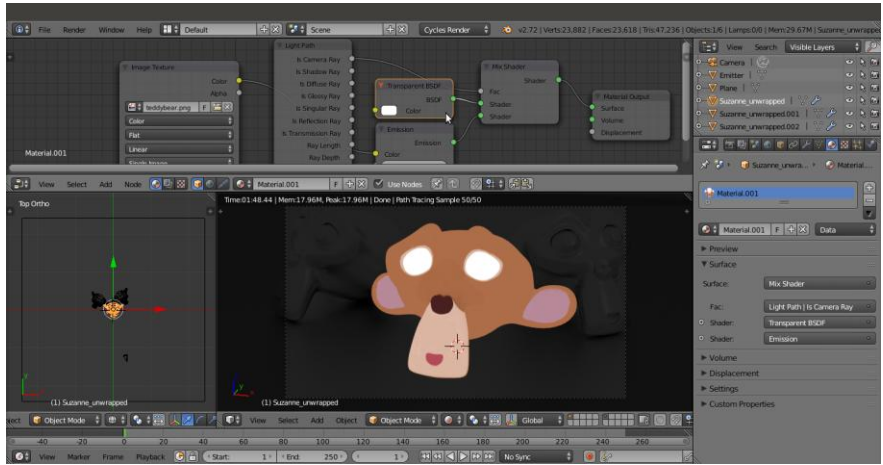 File Render Window Help Default Scene Cycles Render v2.72 | Verts:23,882 | Faces:23,618 | Tris:47,236 | Objects:1/6 | Lamps:0/0 | Mem:29.67M | Suzanne_unwrapped
Light Path
Is Camera Ray
Is Shadow Ray
Is Diffuse Ray
Is Glossy Ray
Is Singular Ray
Is Reflection Ray
Is Transmission Ray
Ray Length
Ray Depth
Image Texture
Color
Alpha
teddybear.png F
Color
Flat
Linear
Single Image
Transparent BSDF
BSDF
Color
Emission
Emission
Color
Mix Shader
Shader
Fac
Shader
Shader
Material Output
Surface
Volume
Displacement
Material.001
View Select Add Node Material.001 F Use Nodes
View Search Visible Layers
Camera
Emitter
Plane
Suzanne_unwrapped
Suzanne_unwrapped.001
Suzanne_unwrapped.002
Suzanne_unwra... Material....
Material.001
Material.001 F Data
Preview
Surface
Surface: Mix Shader
Fac: Light Path | Is Camera Ray
Shader: Transparent BSDF
Shader: Emission
Volume
Displacement
Settings
Custom Properties
Top Ortho
(1) Suzanne_unwrapped
Time:01:48.44 | Mem:17.96M, Peak:17.96M | Done | Path Tracing Sample 50/50
(1) Suzanne_unwrapped
ject Object Mode View Select Add Object Object Mode Global
-40 -20 0 20 40 60 80 100 120 140 160 180 200 220 240 260
View Marker Frame Playback Start: 1 End: 250 1 No Sync